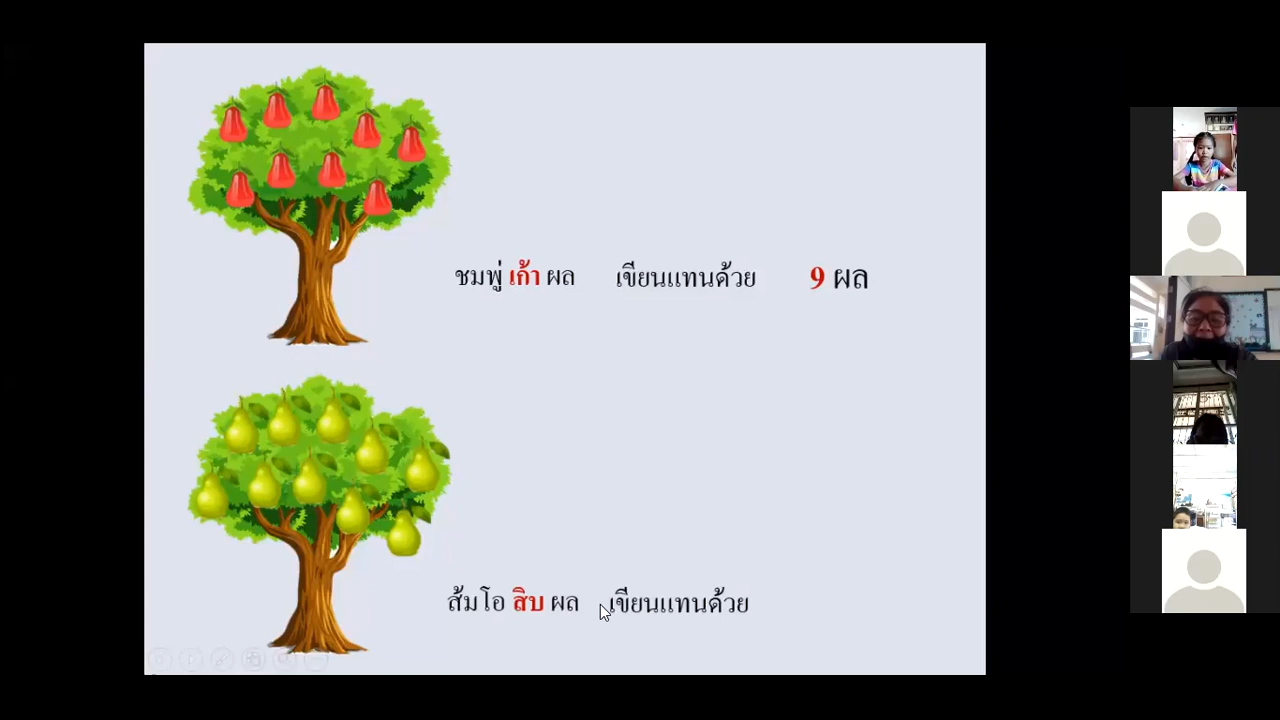 ชมพู่ เก้า ผล เขียนแทนด้วย 9 ผล
ส้มโอ สิบ ผล เขียนแทนด้วย